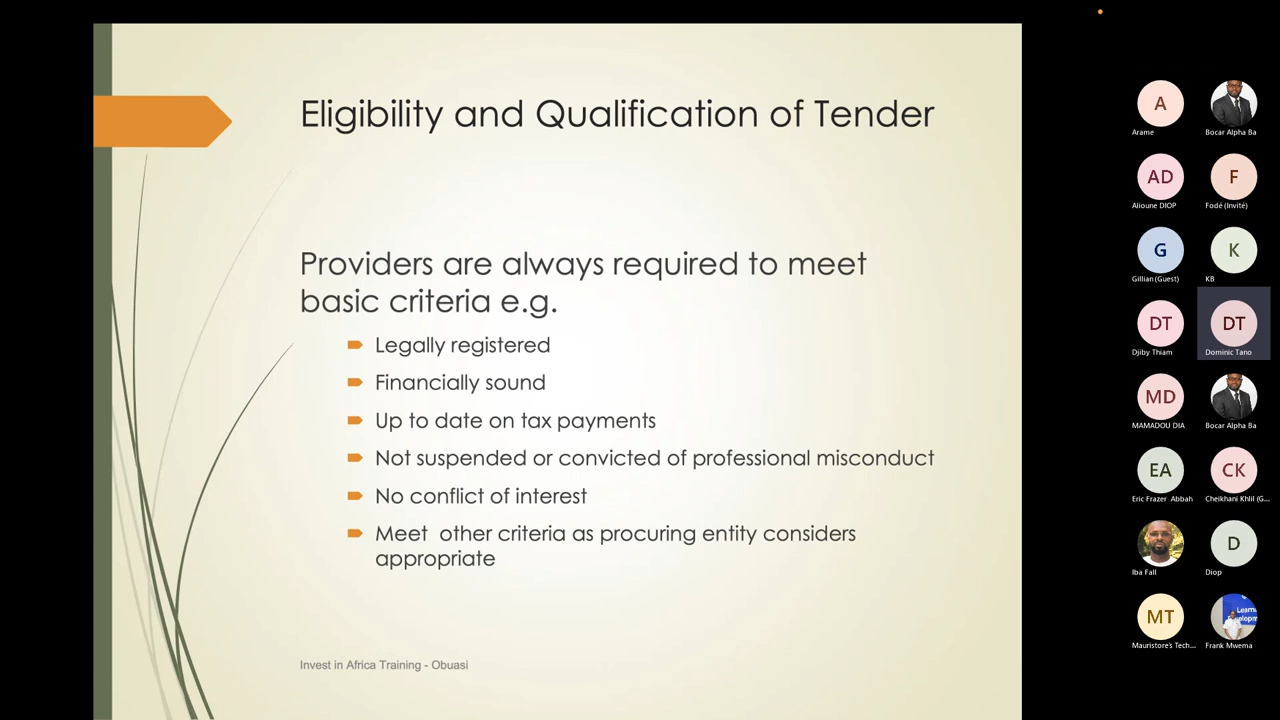 Eligibility and Qualification of Tender
Providers are always required to meet
basic criteria e.g.
Legally registered
Financially sound
Up to date on tax payments
Not suspended or convicted of professional misconduct
No conflict of interest
Meet other criteria as procuring entity considers
appropriate
Invest in Africa Training - Obuasi
A
Arame
Bocar Alpha Ba
AD
Alioune DIOP
F
Fodé (Invité)
G
Gillian (Guest)
K
KB
DT
Djiby Thiam
DT
Dominic Tano
MD
MAMADOU DIA
Bocar Alpha Ba
EA
Eric Frazer Abbah
CK
Cheikhani Khlil (G...
Iba Fall
D
Diop
MT
Mauristore's Tech...
Frank Mwema